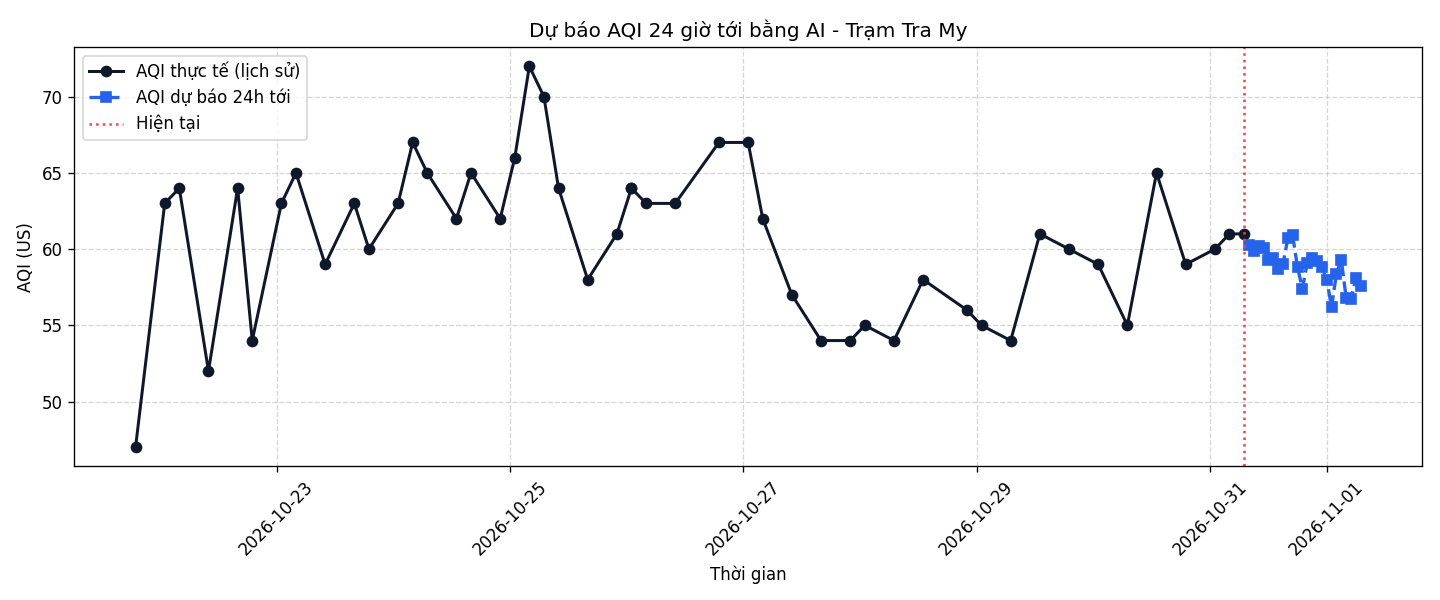 Dự báo AQI 24 giờ tới bằng AI - Trạm Tra My
AQI thực tế (lịch sử)
AQI dự báo 24h tới
Hiện tại
AQI (US)
70
65
60
55
50
2026-10-23
2026-10-25
2026-10-27
2026-10-29
2026-10-31
2026-11-01
Thời gian